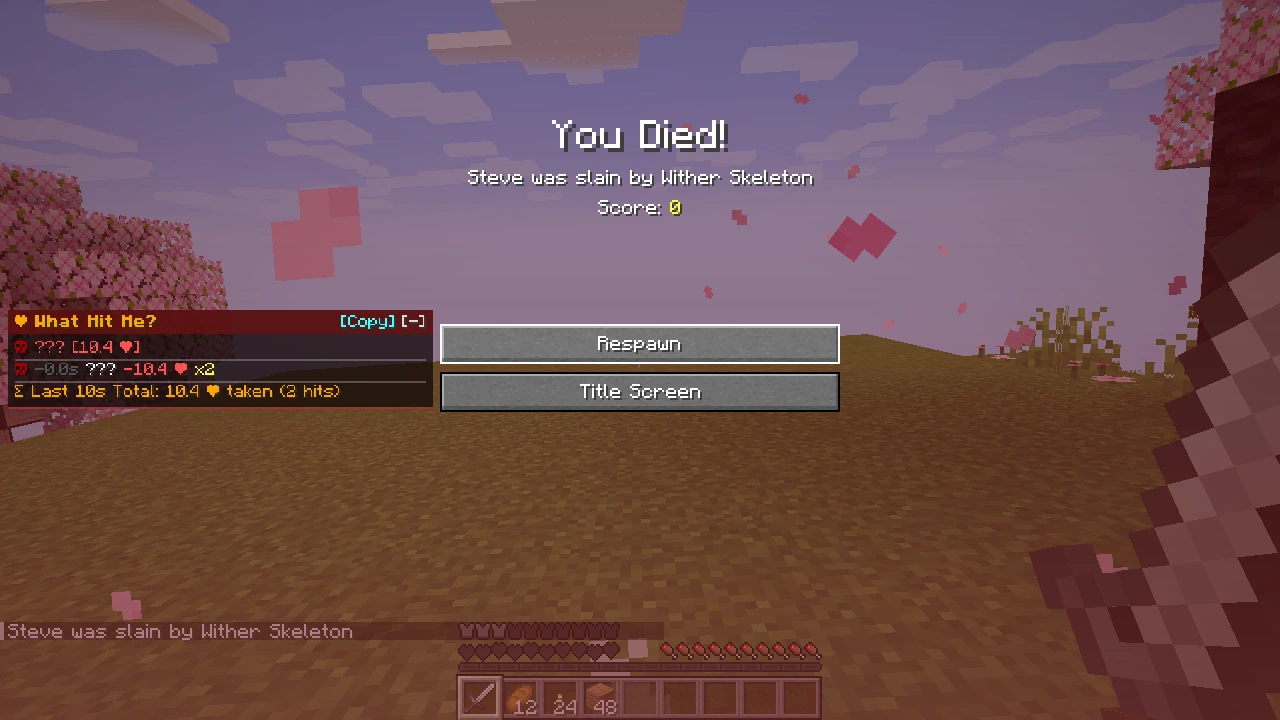 You Died!
Steve was slain by Wither Skeleton
Score: 0
What Hit Me? [Copy] [-]
??? [10.4 ♥]
-0.0s ??? -10.4 ♥ x2
Σ Last 10s Total: 10.4 ♥ taken (2 hits)
Respawn
Title Screen
Steve was slain by Wither Skeleton
12 24 48